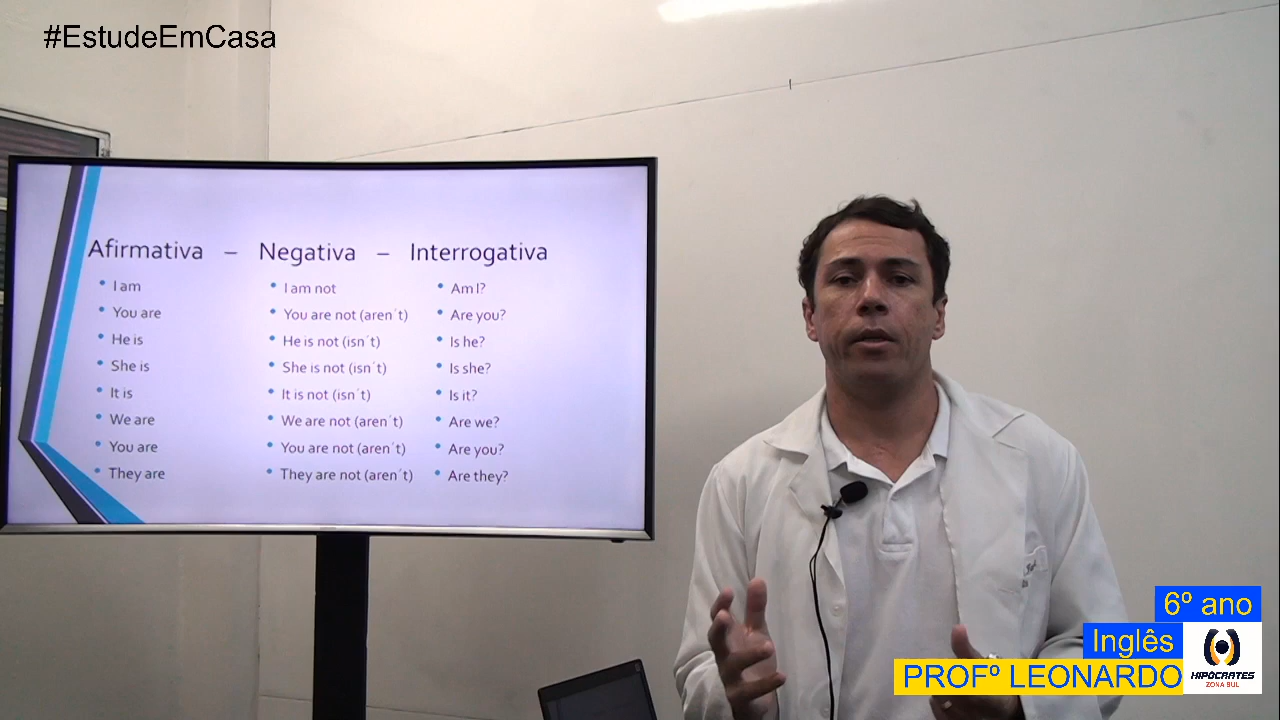 #EstudeEmCasa
Afirmativa – Negativa – Interrogativa
• I am
• You are
• He is
• She is
• It is
• We are
• You are
• They are
• I am not
• You are not (aren´t)
• He is not (isn´t)
• She is not (isn´t)
• It is not (isn´t)
• We are not (aren´t)
• You are not (aren´t)
• They are not (aren´t)
• Am I?
• Are you?
• Is he?
• Is she?
• Is it?
• Are we?
• Are you?
• Are they?
6º ano
Inglês
PROFº LEONARDO
HIPÓCRATES
ZONA SUL